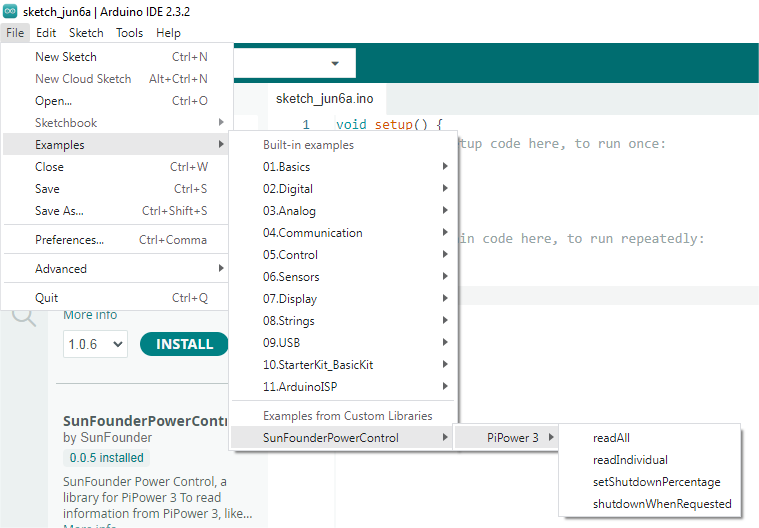 sketch_jun6a | Arduino IDE 2.3.2
File Edit Sketch Tools Help
New Sketch Ctrl+N
New Cloud Sketch Alt+Ctrl+N
Open... Ctrl+O
Sketchbook
Examples
Close Ctrl+W
Save Ctrl+S
Save As... Ctrl+Shift+S
Preferences... Ctrl+Comma
Advanced
Quit Ctrl+Q
Built-in examples
01.Basics
02.Digital
03.Analog
04.Communication
05.Control
06.Sensors
07.Display
08.Strings
09.USB
10.StarterKit_BasicKit
11.ArduinoISP
Examples from Custom Libraries
SunFounderPowerControl
PiPower 3
readAll
readIndividual
setShutdownPercentage
shutdownWhenRequested
sketch_jun6a.ino
1 void setup() {
tup code here, to run once:
in code here, to run repeatedly:
More info
1.0.6 INSTALL
SunFounderPowerContr
by SunFounder
0.0.5 installed
SunFounder Power Control, a
library for PiPower 3 To read
information from PiPower 3, like...
More info